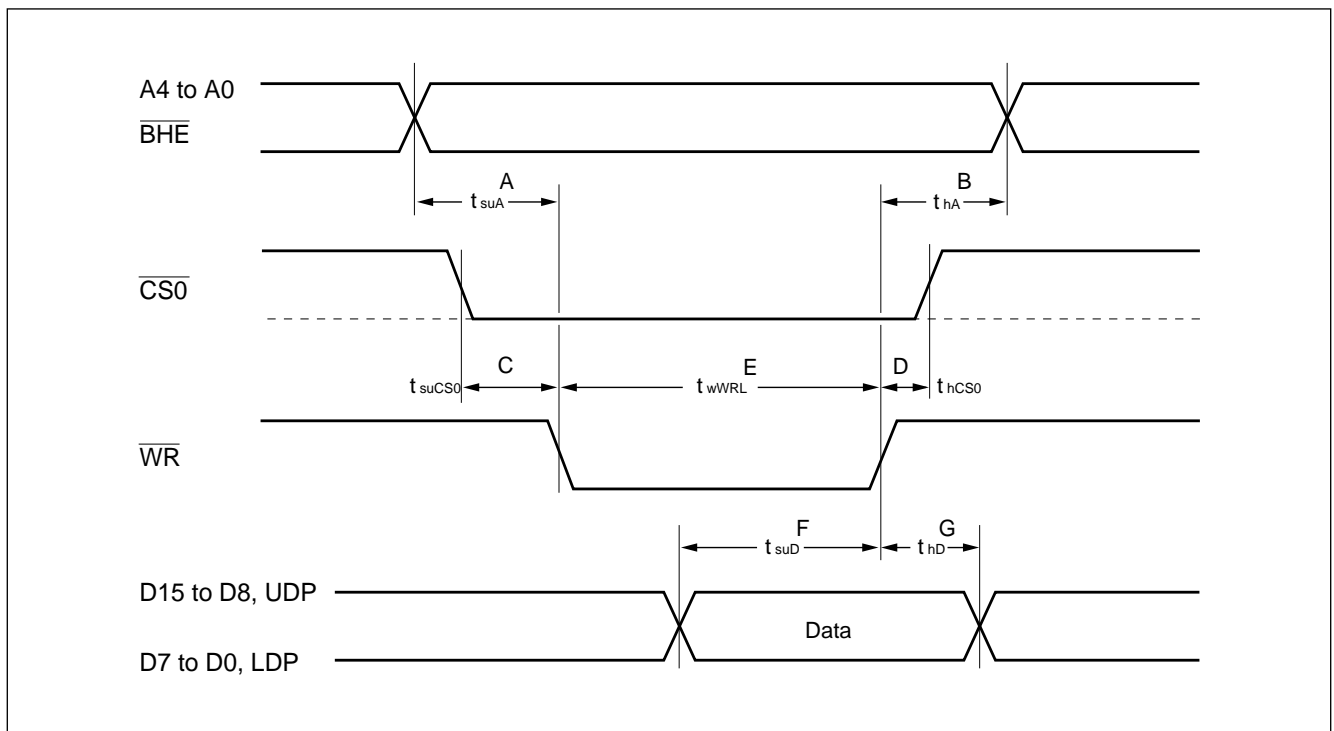 A4 to A0
BHE
A
t suA
B
t hA
CS0
C
t suCS0
E
t wWRL
D
t hCS0
WR
F
t suD
G
t hD
D15 to D8, UDP
Data
D7 to D0, LDP